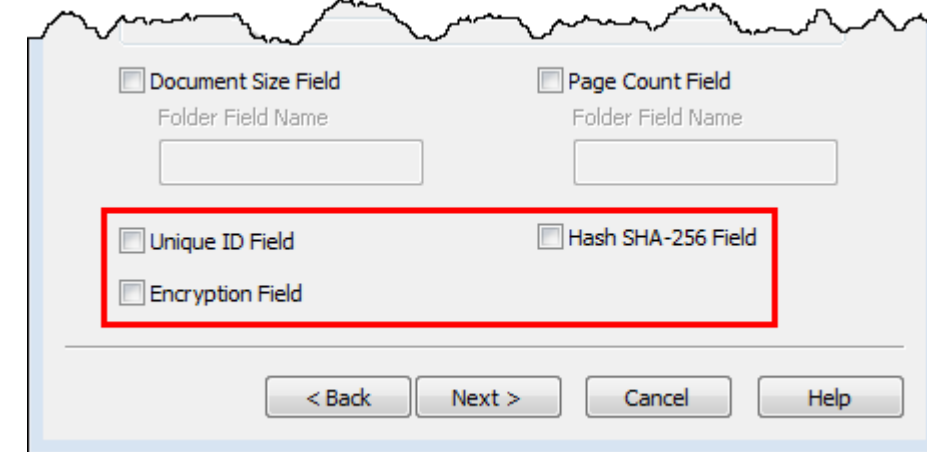 Document Size Field
Page Count Field
Folder Field Name
Folder Field Name
Unique ID Field
Hash SHA-256 Field
Encryption Field
< Back
Next >
Cancel
Help